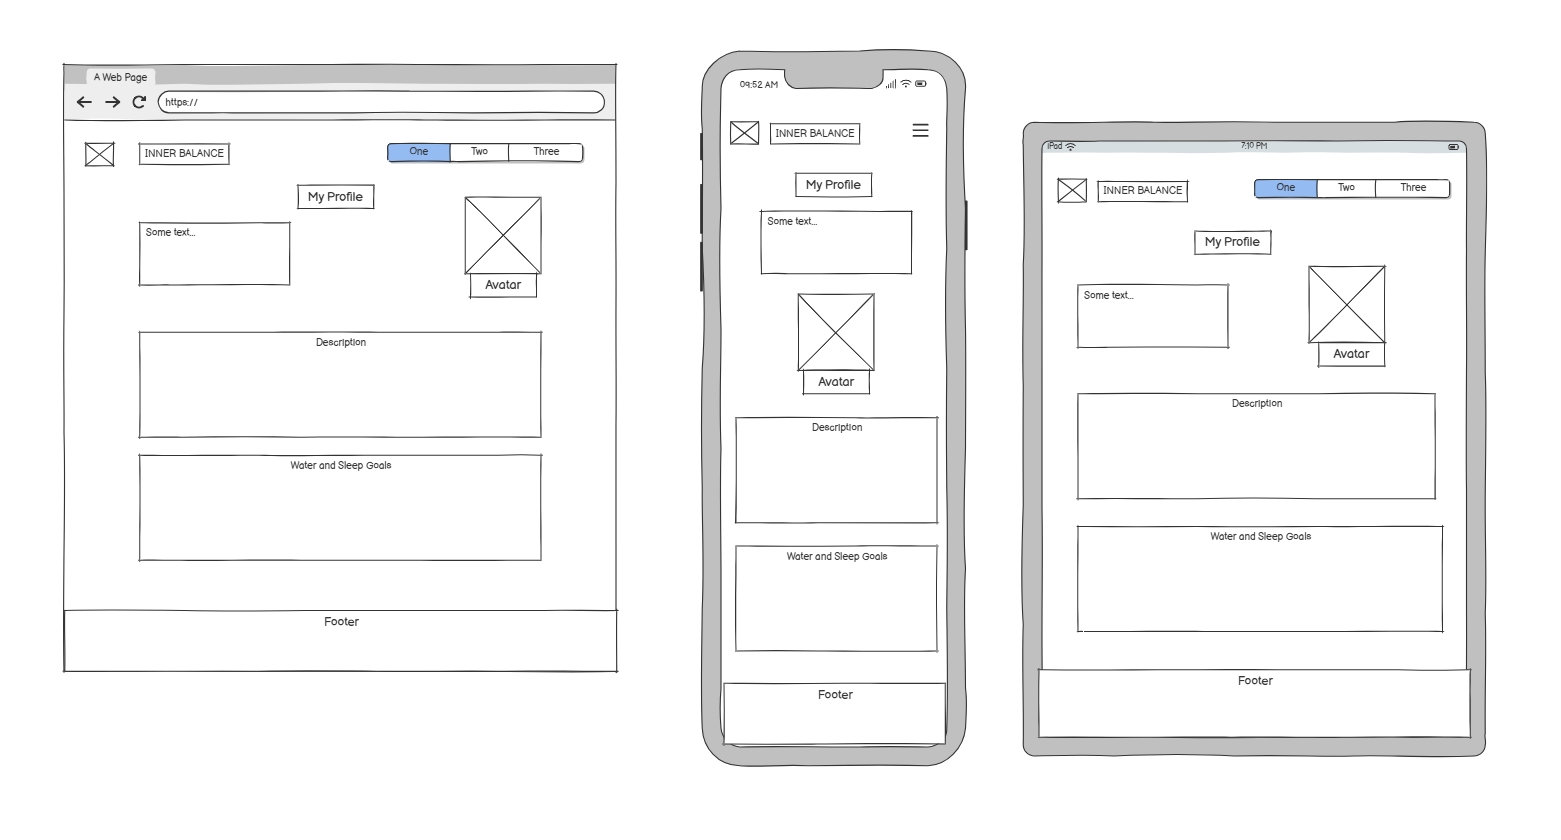 A Web Page
https://
INNER BALANCE
One Two Three
My Profile
Some text...
Avatar
Description
Water and Sleep Goals
Footer
09:52 AM
INNER BALANCE
My Profile
Some text...
Avatar
Description
Water and Sleep Goals
Footer
iPad 7:10 PM
INNER BALANCE
One Two Three
My Profile
Some text...
Avatar
Description
Water and Sleep Goals
Footer